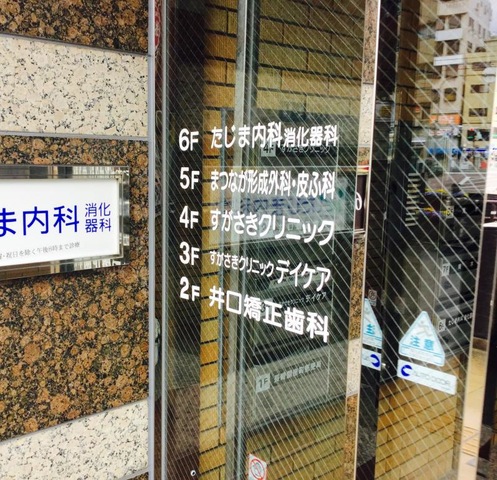 ま内科 消化器科
6F たじま内科消化器科
5F まつなが形成外科・皮ふ科
4F すがさきクリニック
3F すがさきクリニックデイケア
2F 井口矯正歯科
注意
AUTO DOOR
1F